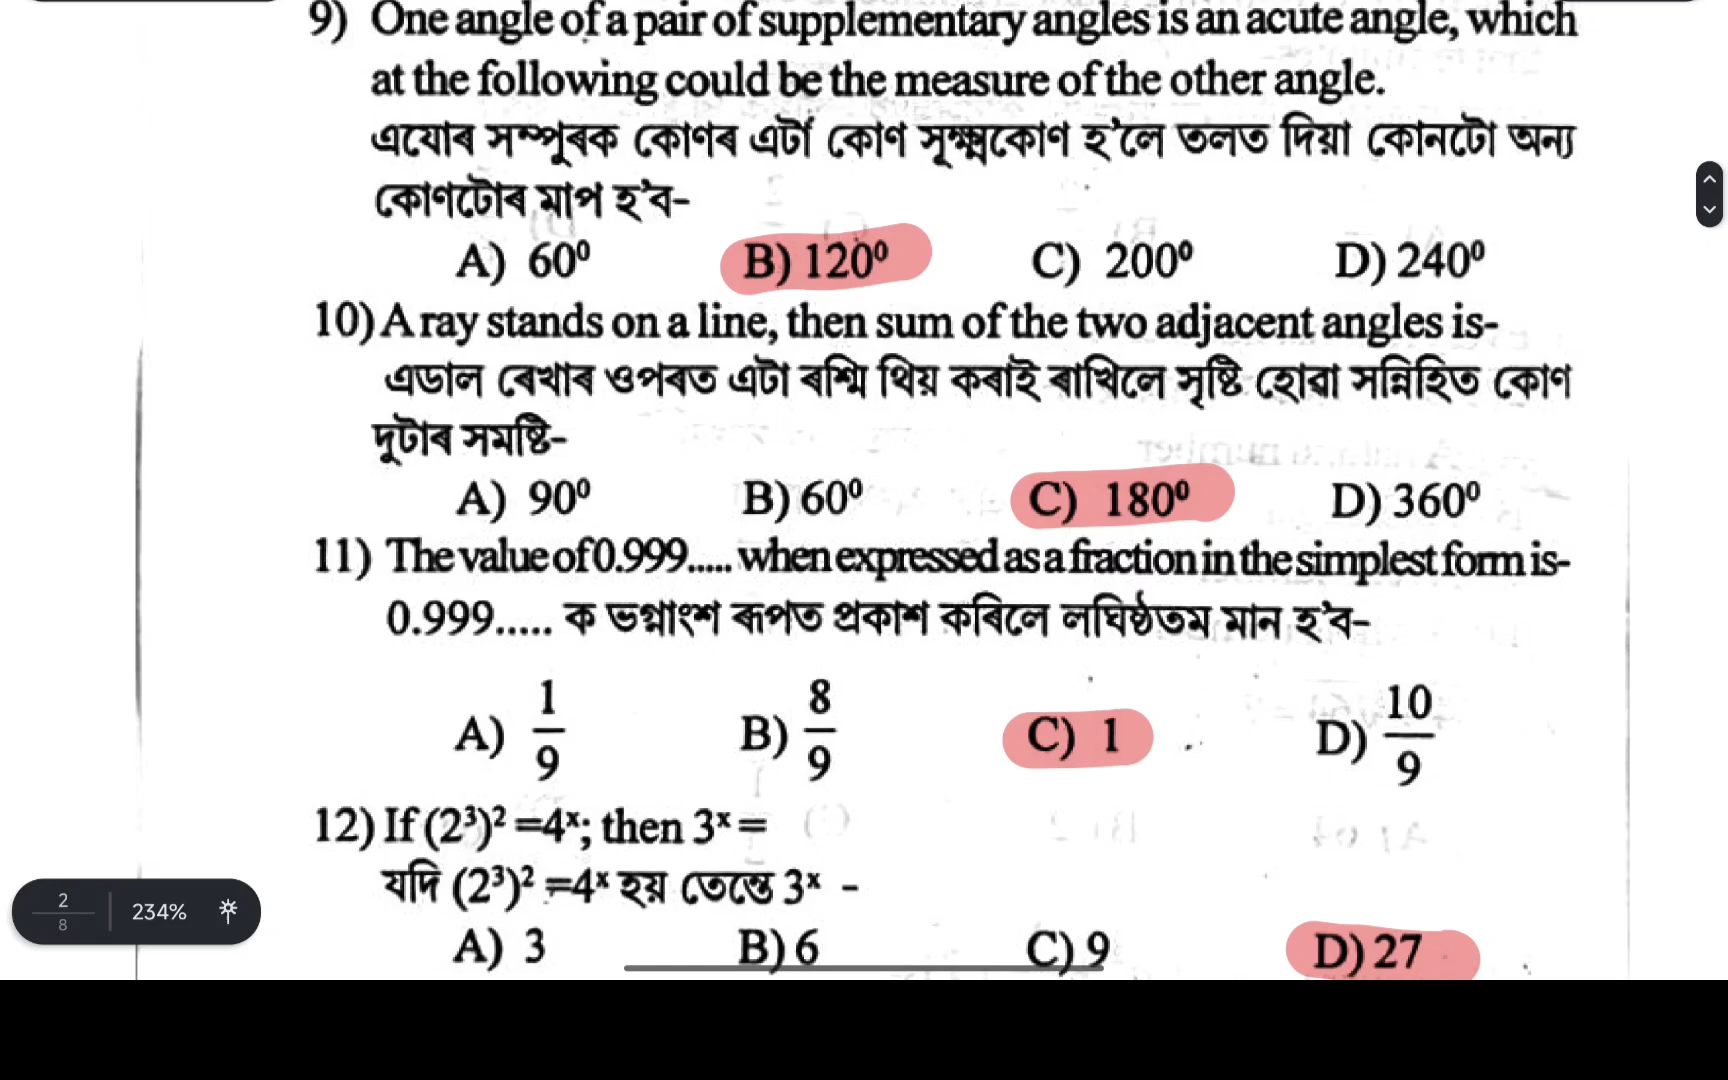 9) One angle of a pair of supplementary angles is an acute angle, which
at the following could be the measure of the other angle.
এযোৰ সম্পুৰক কোণৰ এটা কোণ সূক্ষ্মকোণ হ'লে তলত দিয়া কোনটো অন্য
কোণটোৰ মাপ হ'ব-
A) 60⁰ B) 120⁰ C) 200⁰ D) 240⁰
10) A ray stands on a line, then sum of the two adjacent angles is-
এডাল ৰেখাৰ ওপৰত এটা ৰশ্মি থিয় কৰাই ৰাখিলে সৃষ্টি হোৱা সন্নিহিত কোণ
দুটাৰ সমষ্টি-
A) 90⁰ B) 60⁰ C) 180⁰ D) 360⁰
11) The value of 0.999..... when expressed as a fraction in the simplest form is-
0.999..... ক ভগ্নাংশ ৰূপত প্ৰকাশ কৰিলে লঘিষ্ঠতম মান হ'ব-
A) 1/9 B) 8/9 C) 1 D) 10/9
12) If (2³)² =4ˣ; then 3ˣ =
যদি (2³)² =4ˣ হয় তেন্তে 3ˣ -
A) 3 B) 6 C) 9 D) 27
2
8
234%